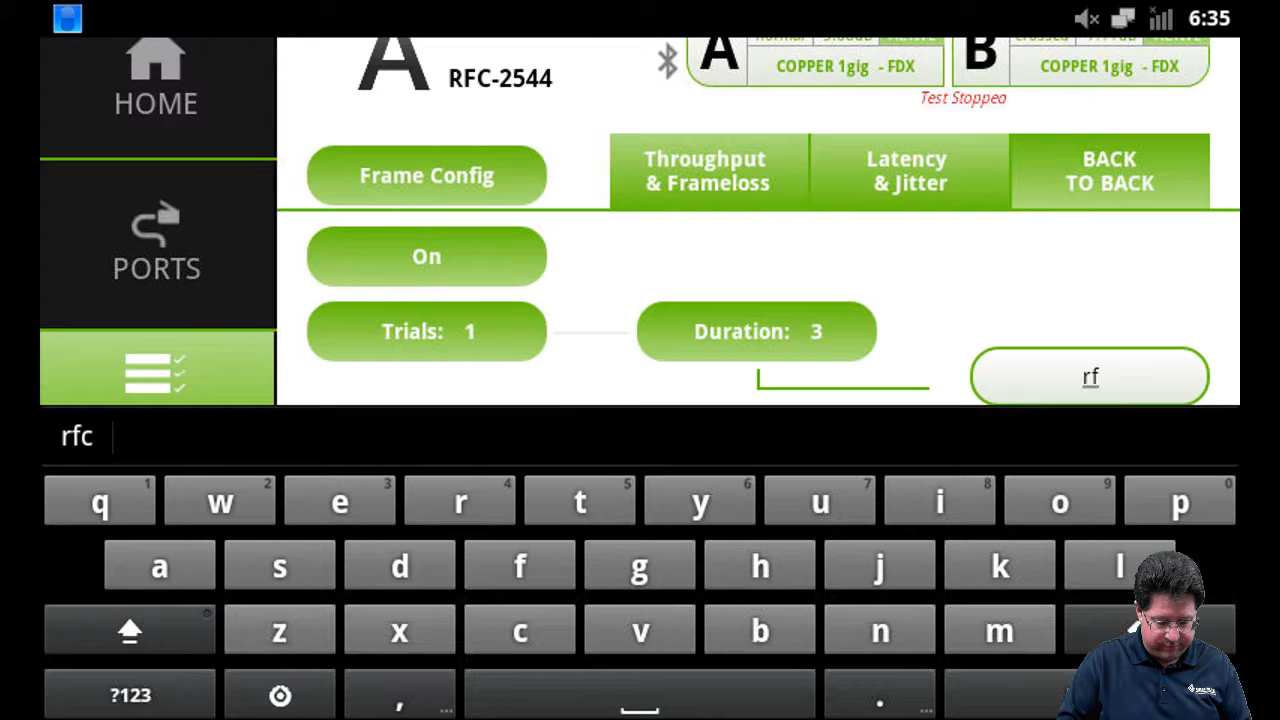 6:35
HOME
PORTS
A
RFC-2544
A
COPPER 1gig - FDX
B
COPPER 1gig - FDX
Test Stopped
Frame Config
Throughput
& Frameloss
Latency
& Jitter
BACK
TO BACK
On
Trials: 1
Duration: 3
rf
rfc
q 1 w 2 e 3 r 4 t 5 y 6 u 7 i 8 o 9 p 0
a s d f g h j k l
z x c v b n m
?123 , ... . ...